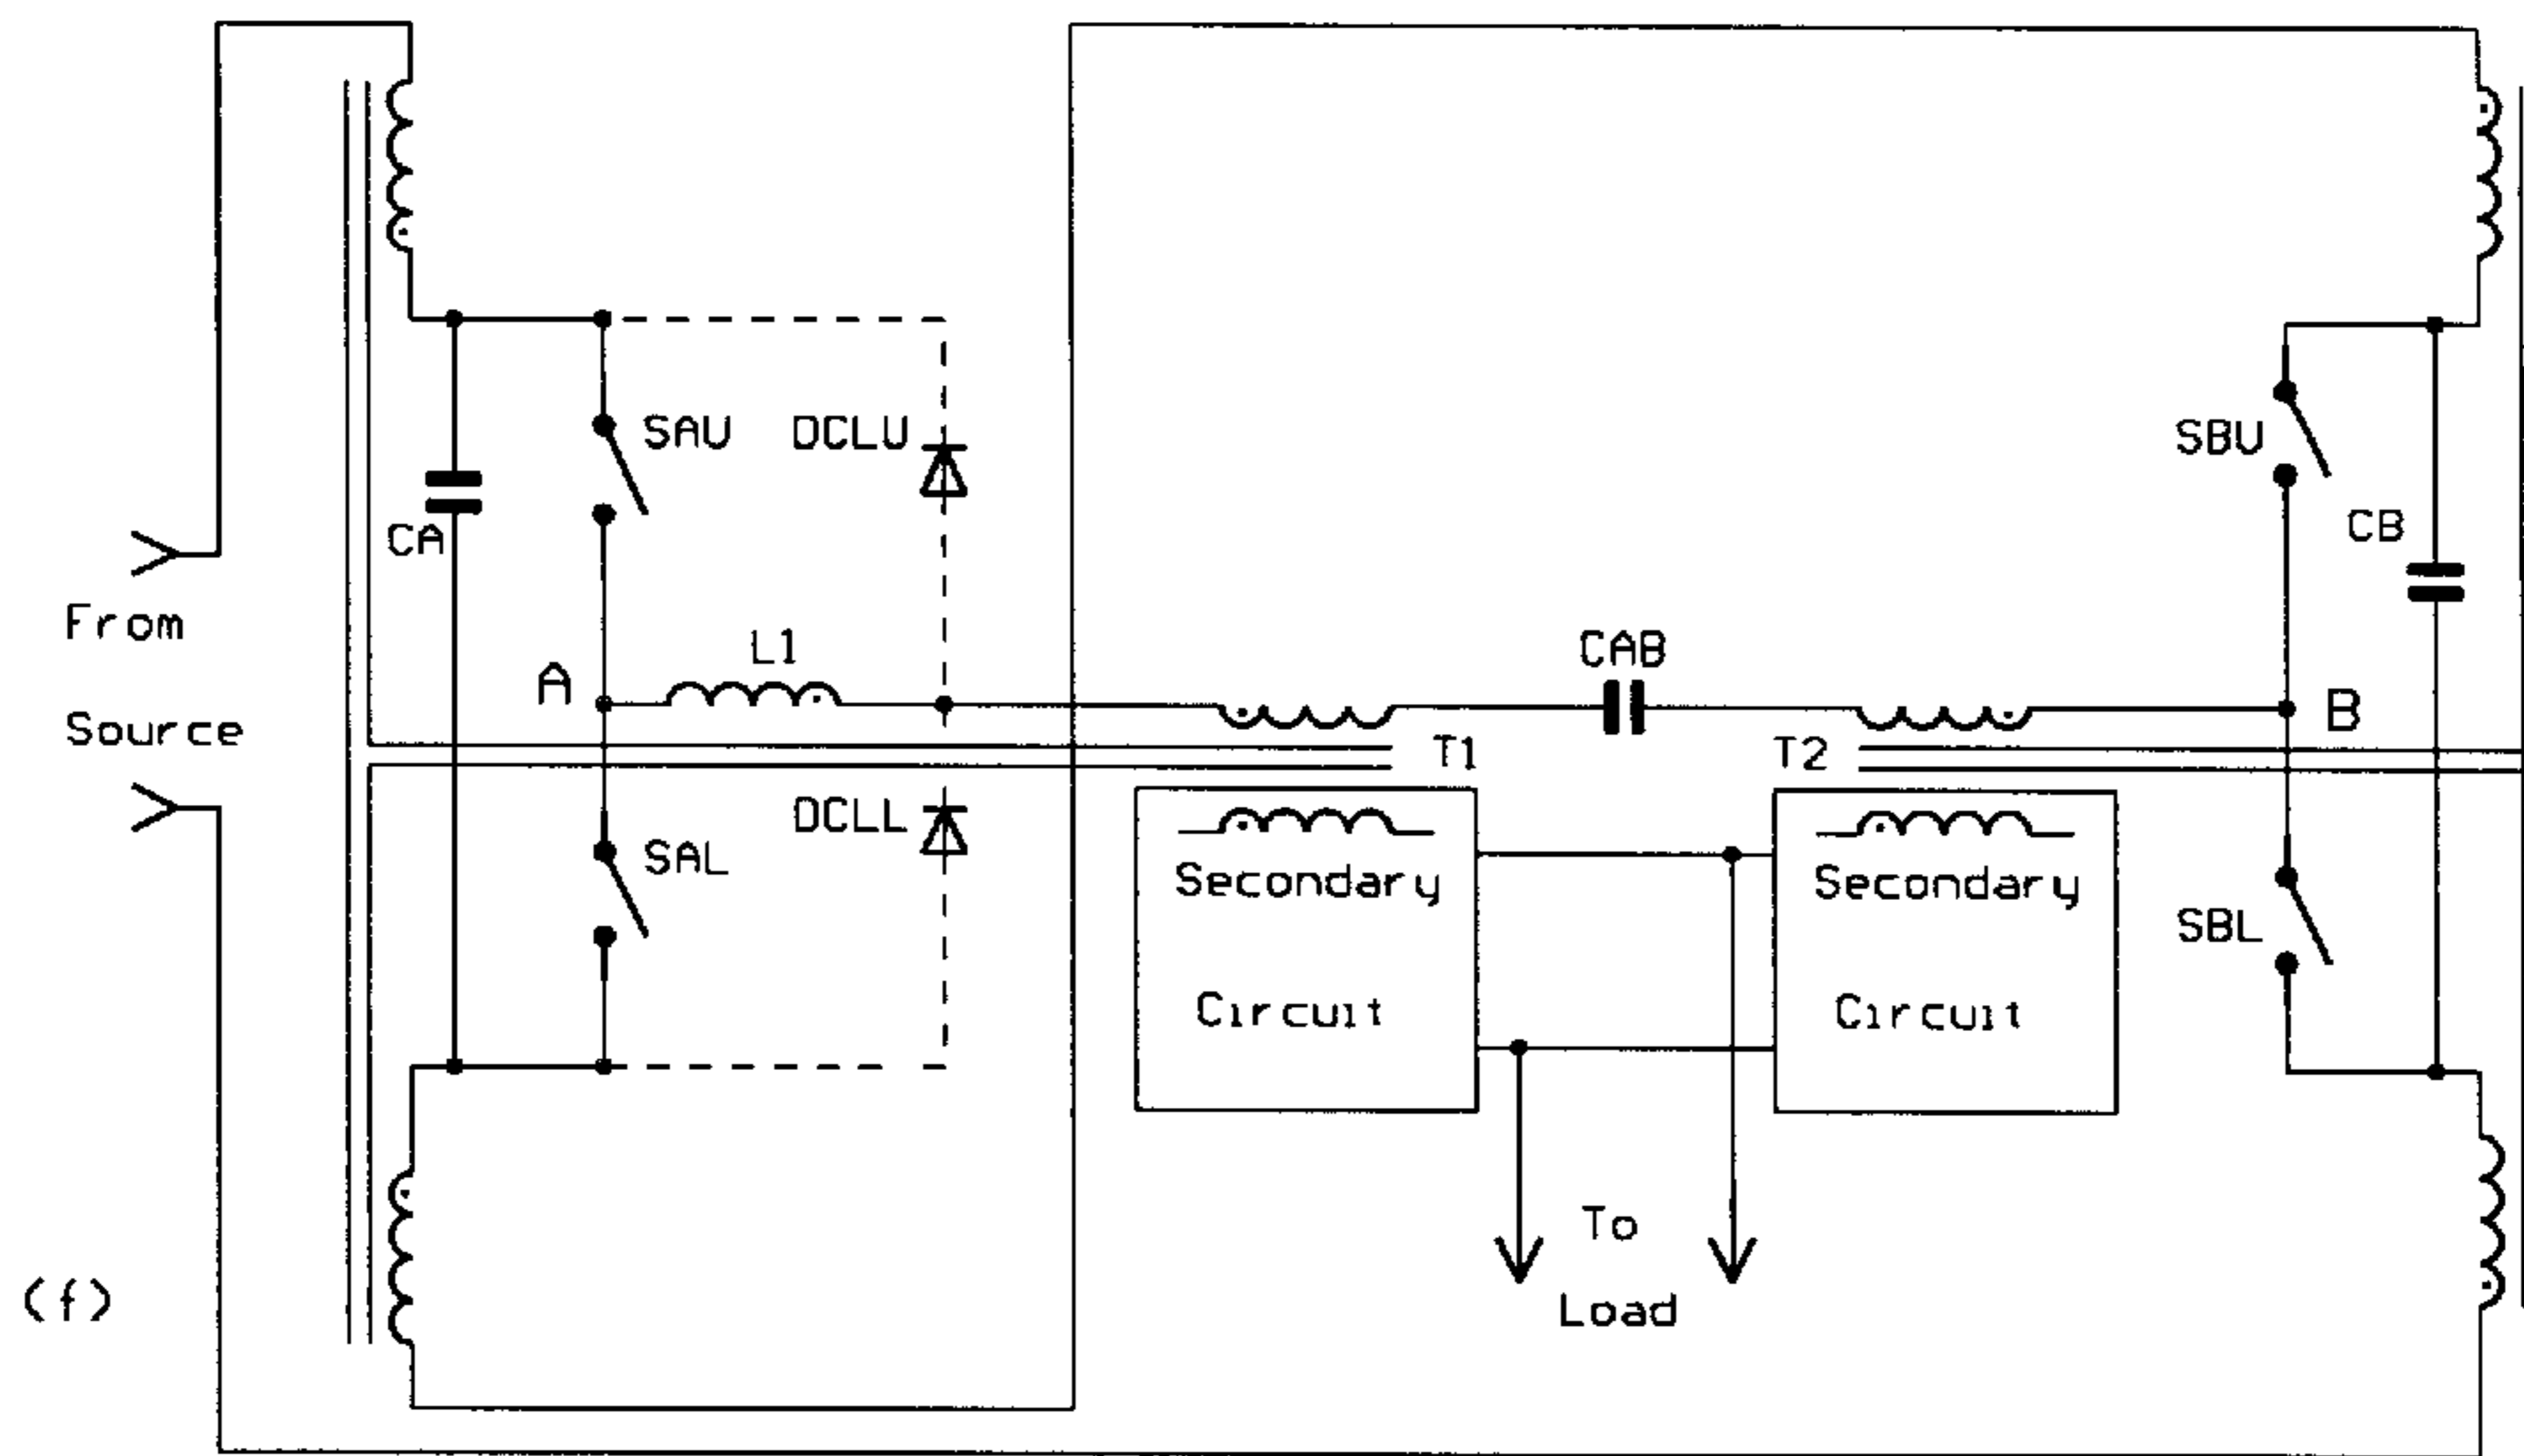 SAU
DCLU
SBU
CA
CB
From
L1
CAB
A
B
Source
T1
T2
DCLL
SAL
Secondary
Secondary
SBL
Circuit
Circuit
To
(f)
Load